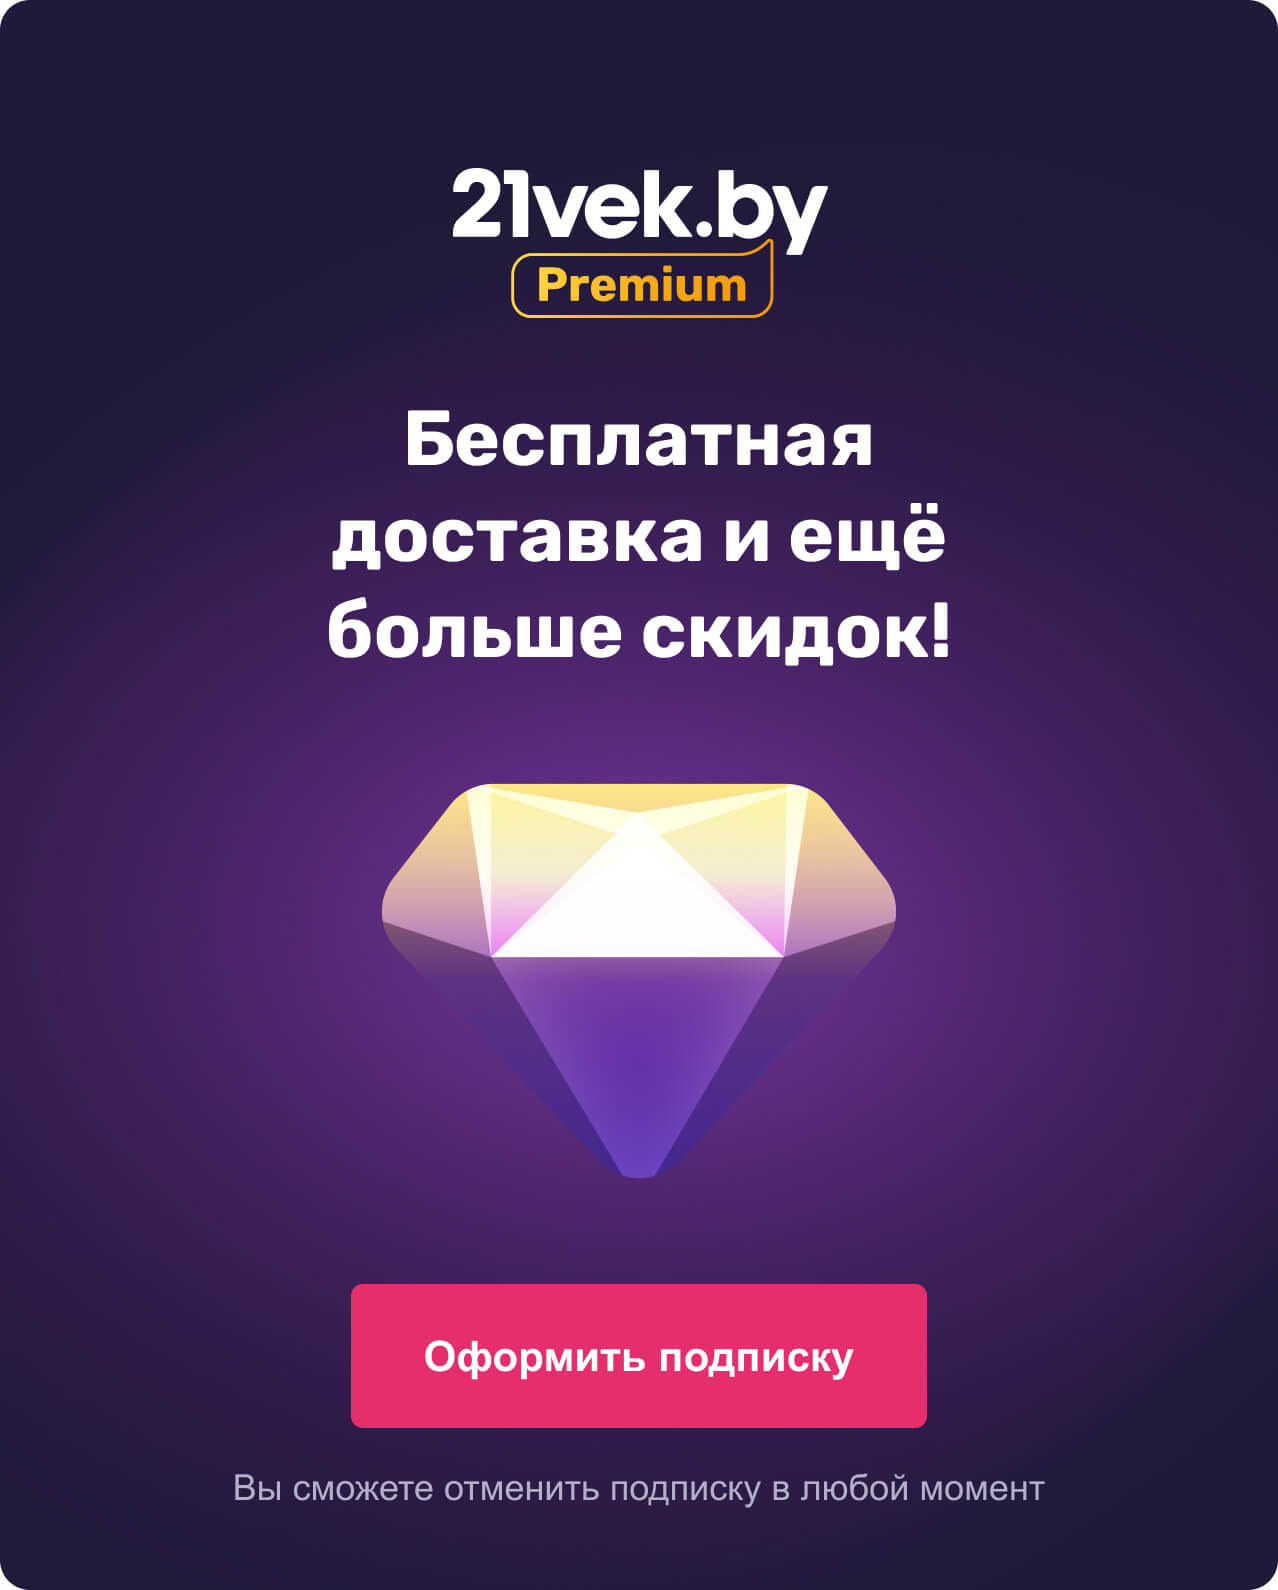 21vek.by
Premium
Бесплатная
доставка и ещё
больше скидок!
Оформить подписку
Вы сможете отменить подписку в любой момент